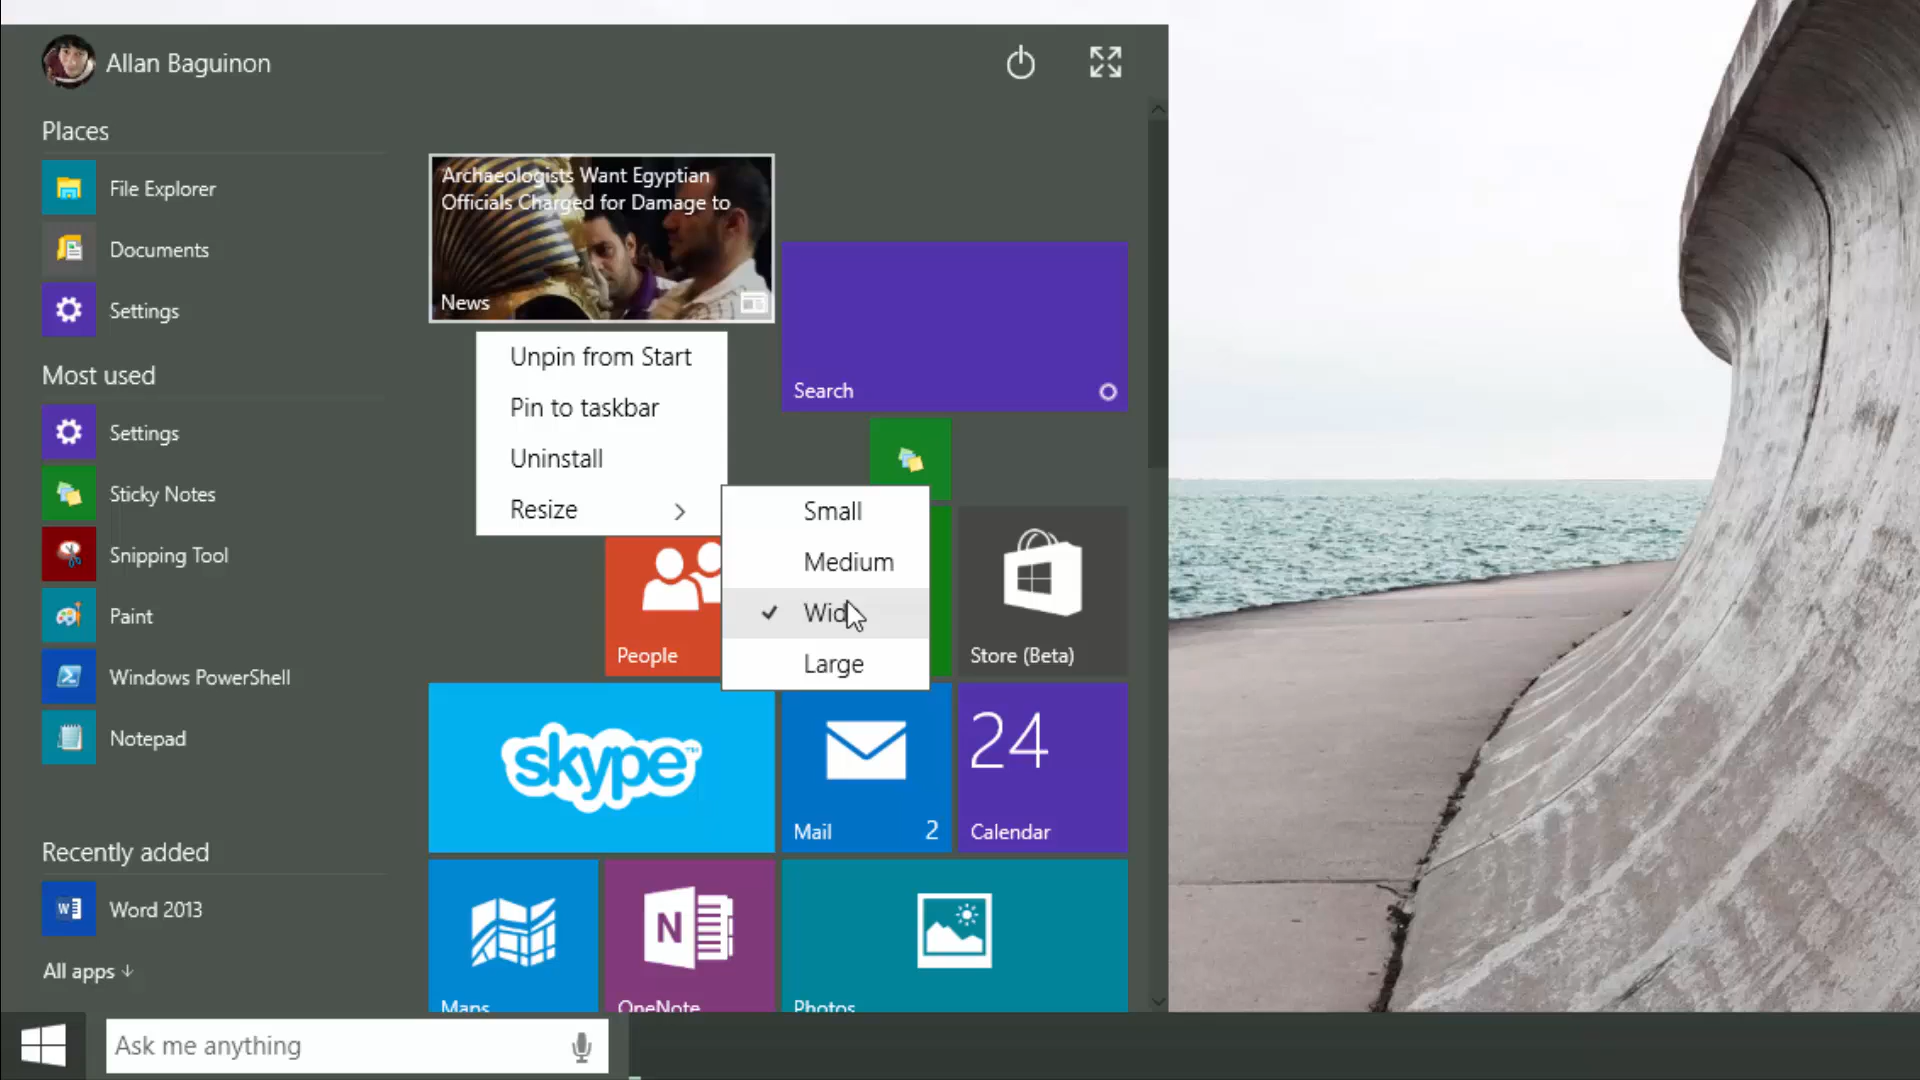 Allan Baguinon
Places
File Explorer
Documents
Settings
Most used
Settings
Sticky Notes
Snipping Tool
Paint
Windows PowerShell
Notepad
Recently added
W
Word 2013
All apps
Archaeologists Want Egyptian
Officials Charged for Damage to
News
Search
Unpin from Start
Pin to taskbar
Uninstall
Resize
Small
Medium
Wid
Large
People
Store (Beta)
skype™
Mail 2
24
Calendar
Maps
N
OneNote
Photos
Ask me anything